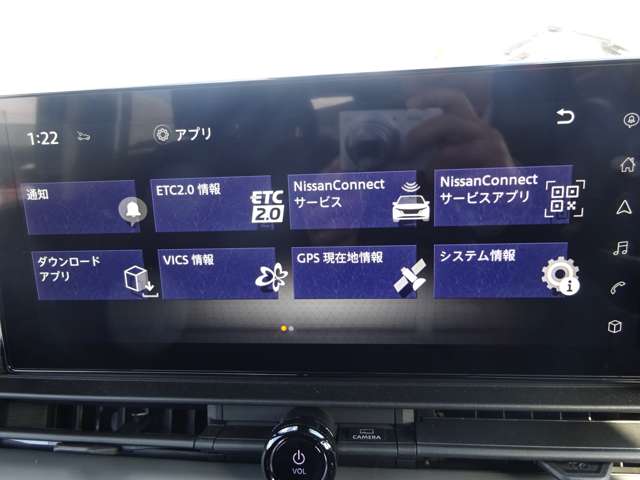 1:22
アプリ
通知
ETC2.0 情報
ETC
2.0
NissanConnect
サービス
NissanConnect
サービスアプリ
ダウンロード
アプリ
VICS 情報
GPS 現在地情報
システム情報
CAMERA
VOL